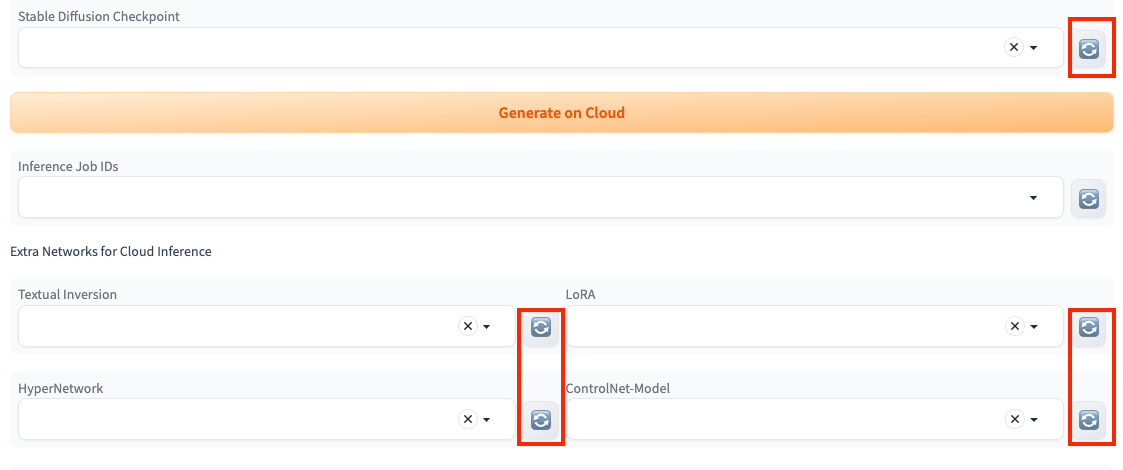 Stable Diffusion Checkpoint
Generate on Cloud
Inference Job IDs
Extra Networks for Cloud Inference
Textual Inversion
LoRA
HyperNetwork
ControlNet-Model